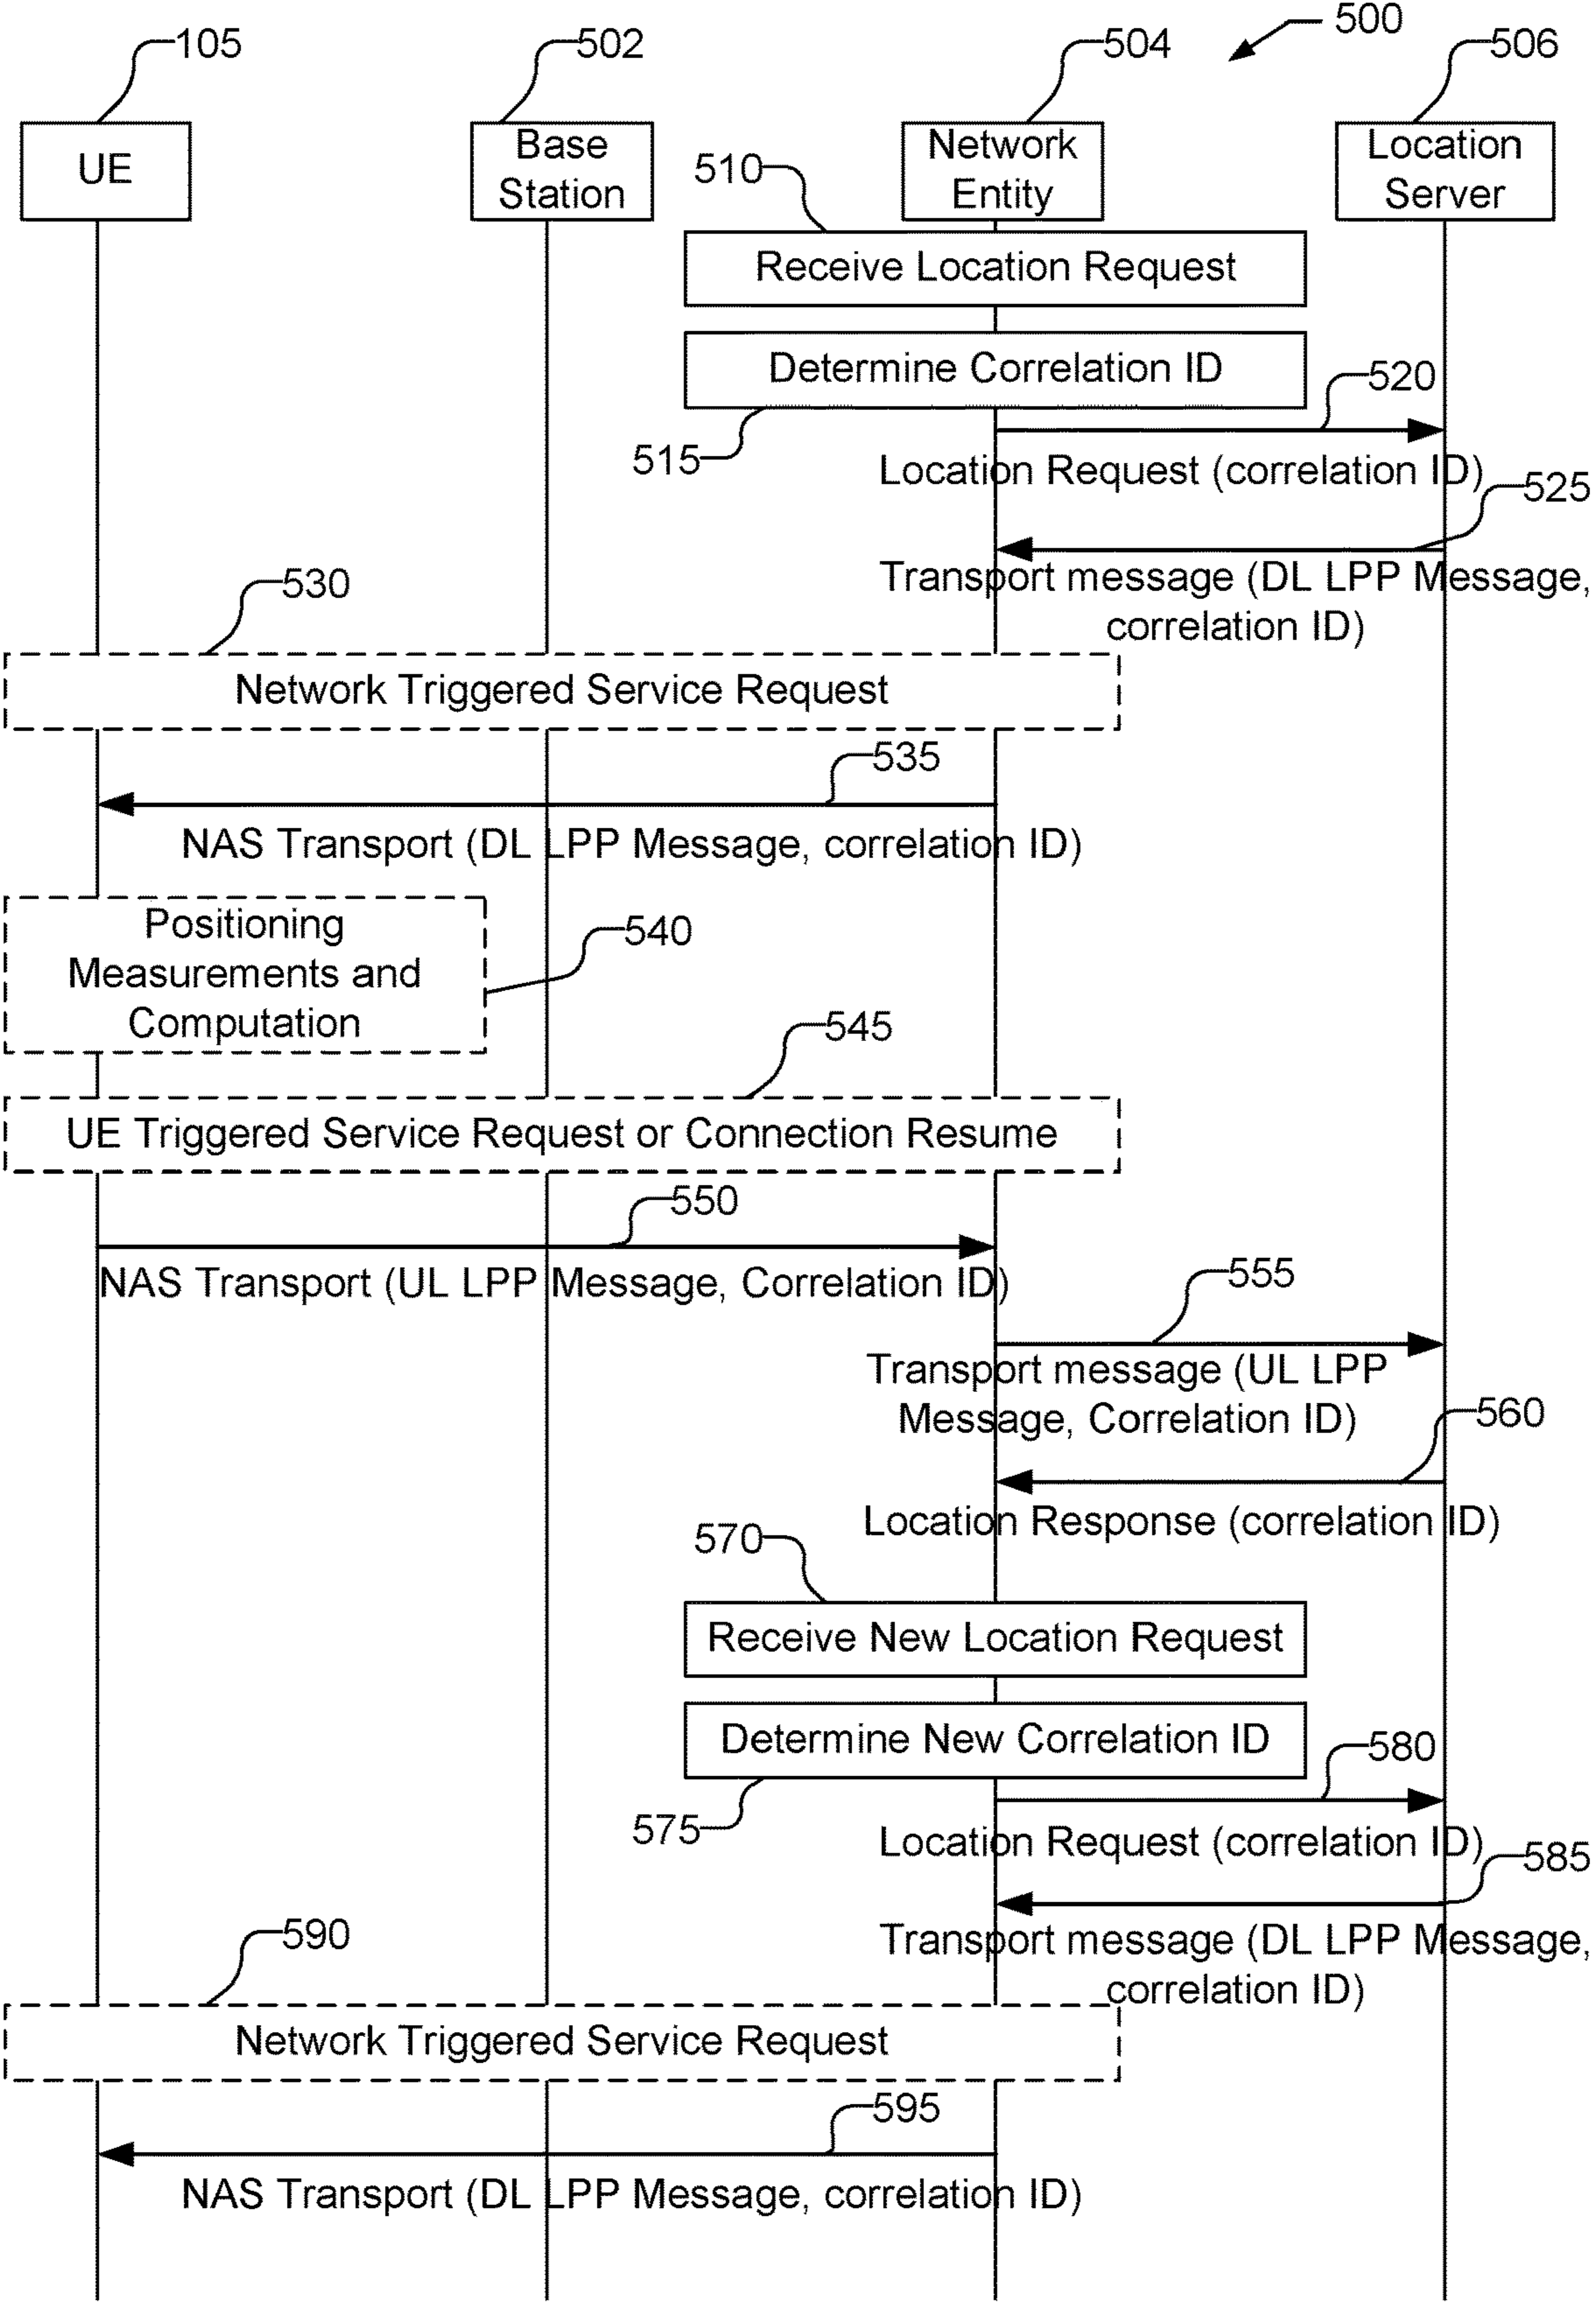 500
105
502
504
506
UE
Base
Station
Network
Entity
Location
Server
510
Receive Location Request
Determine Correlation ID
515
520
Location Request (correlation ID)
525
Transport message (DL LPP Message,
correlation ID)
530
Network Triggered Service Request
535
NAS Transport (DL LPP Message, correlation ID)
Positioning
Measurements and
Computation
540
545
UE Triggered Service Request or Connection Resume
550
NAS Transport (UL LPP Message, Correlation ID)
555
Transport message (UL LPP
Message, Correlation ID)
560
Location Response (correlation ID)
570
Receive New Location Request
Determine New Correlation ID
575
580
Location Request (correlation ID)
585
Transport message (DL LPP Message,
correlation ID)
590
Network Triggered Service Request
595
NAS Transport (DL LPP Message, correlation ID)